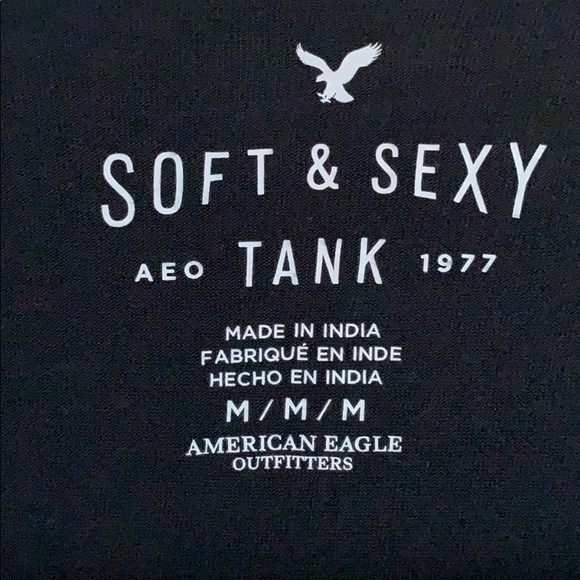 SOFT & SEXY
AEO TANK 1977
MADE IN INDIA
FABRIQUÉ EN INDE
HECHO EN INDIA
M / M / M
AMERICAN EAGLE
OUTFITTERS